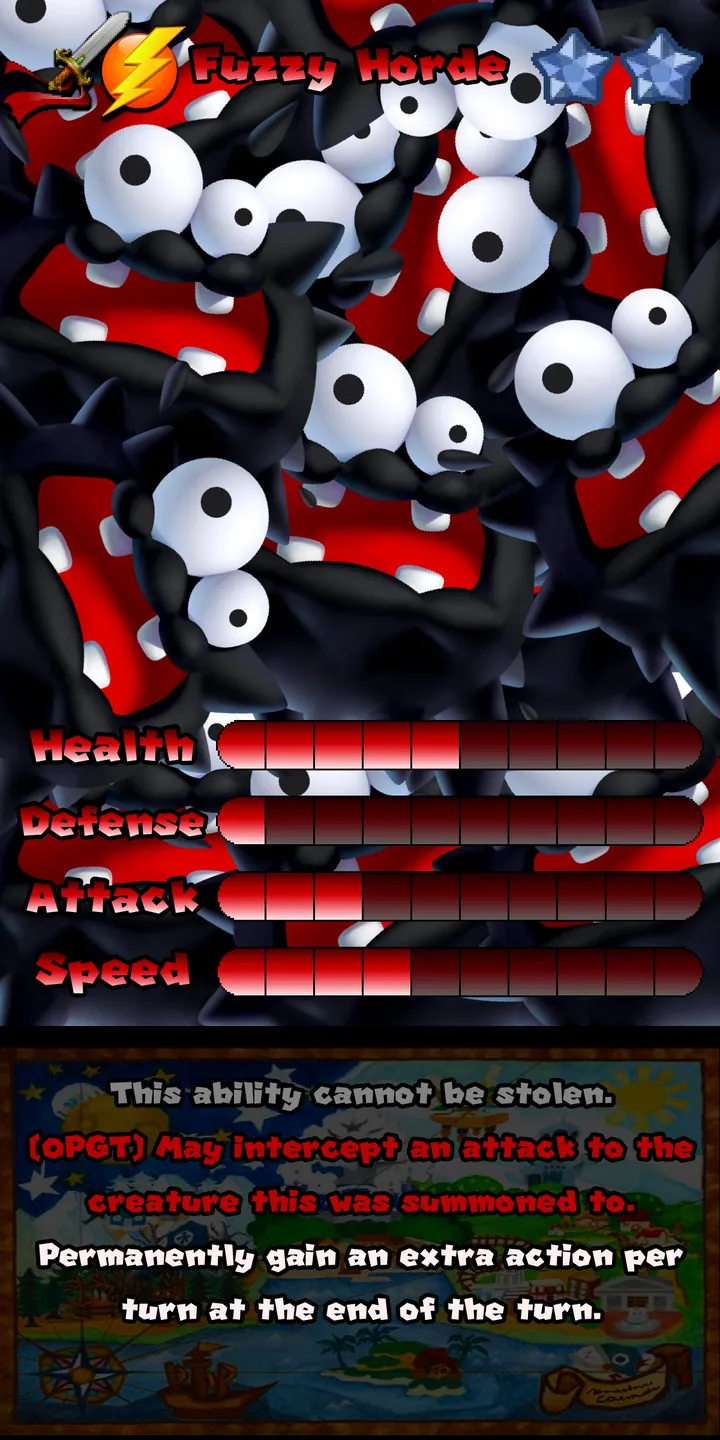 Fuzzy Horde
Health
Defense
Attack
Speed
This ability cannot be stolen.
(OPGT) May intercept an attack to the
creature this was summoned to.
Permanently gain an extra action per
turn at the end of the turn.